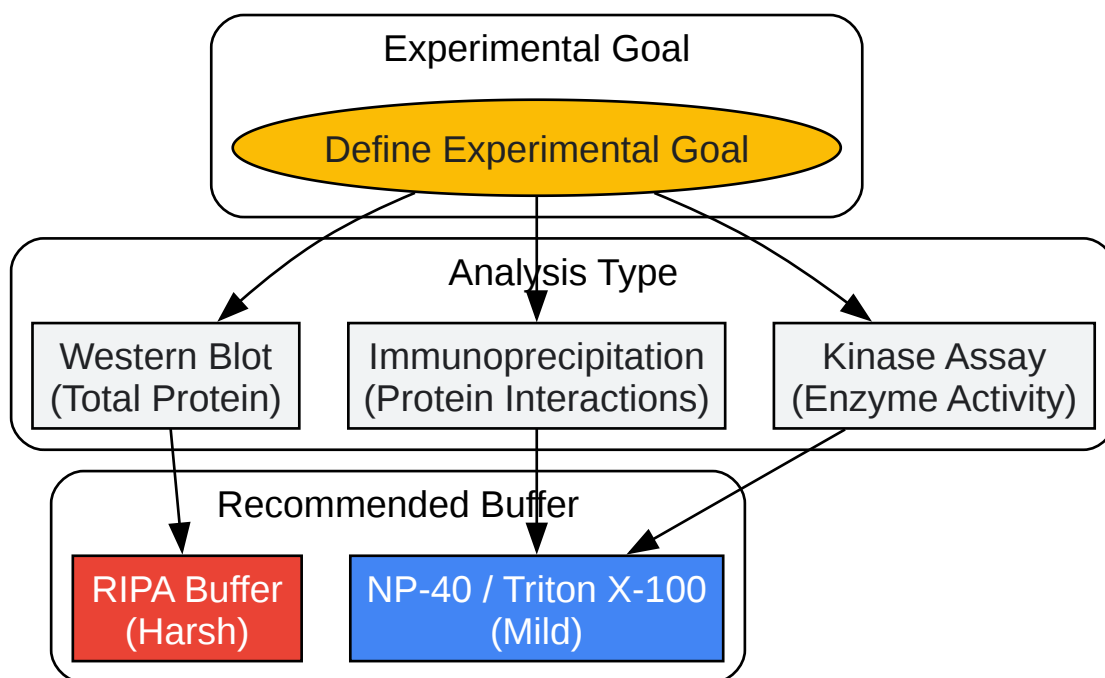 Experimental Goal
Define Experimental Goal
Analysis Type
Western Blot
(Total Protein)
Immunoprecipitation
(Protein Interactions)
Kinase Assay
(Enzyme Activity)
Recommended Buffer
RIPA Buffer
(Harsh)
NP-40 / Triton X-100
(Mild)